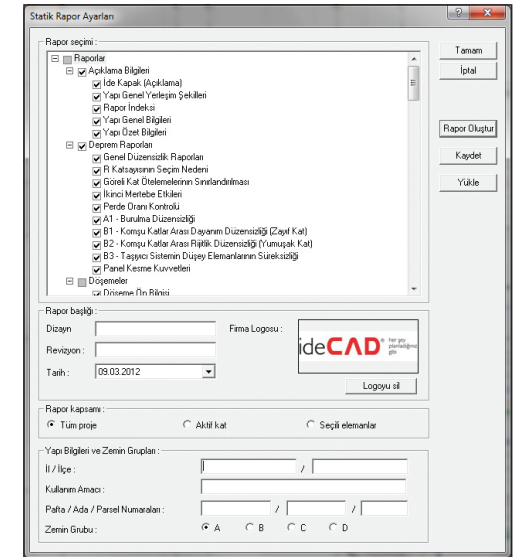 Statik Rapor Ayarları
Rapor seçimi :
Raporlar
Açıklama Bilgileri
İde Kapak (Açıklama)
Yapı Genel Yerleşim Şekilleri
Rapor İndeksi
Yapı Genel Bilgileri
Yapı Özet Bilgileri
Deprem Raporları
Genel Düzensizlik Raporları
R Katsayısının Seçim Nedeni
Göreli Kat Ötelemelerinin Sınırlandırılması
İkinci Mertebe Etkileri
Perde Oranı Kontrolü
A1 - Burulma Düzensizliği
B1 - Komşu Katlar Arası Dayanım Düzensizliği (Zayıf Kat)
B2 - Komşu Katlar Arası Rijitlik Düzensizliği (Yumuşak Kat)
B3 - Taşıyıcı Sistemin Düşey Elemanlarının Süreksizliği
Panel Kesme Kuvvetleri
Döşemeler
Döşeme Ön Bilgisi
Tamam
İptal
Rapor Oluştur
Kaydet
Yükle
Rapor başlığı :
Dizayn
Firma Logosu :
ideCAD® her şey planladığınız gibi
Revizyon :
Tarih : 09.03.2012
Logoyu sil
Rapor kapsamı :
Tüm proje Aktif kat Seçili elemanlar
Yapı Bilgileri ve Zemin Grupları :
İl / İlçe : /
Kullanım Amacı :
Pafta / Ada / Parsel Numaraları : / /
Zemin Grubu : A B C D